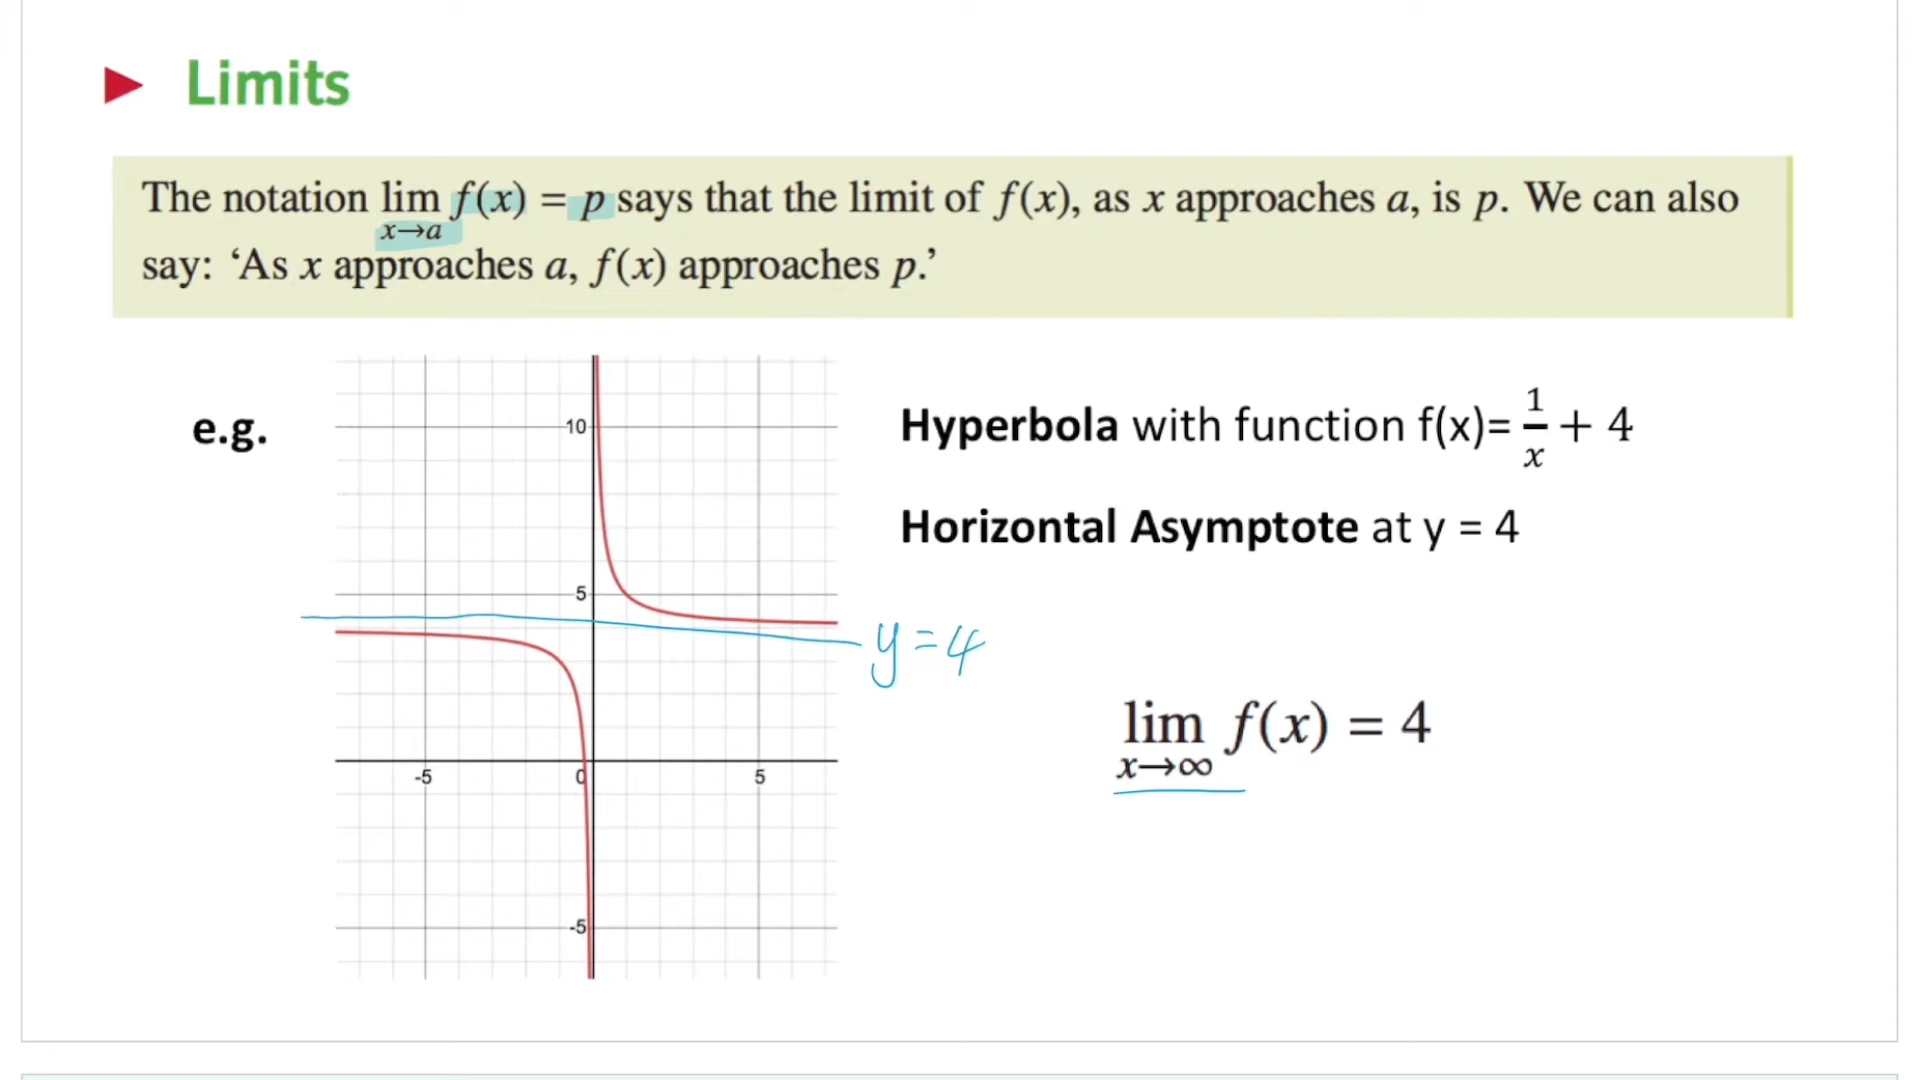 Limits
The notation lim f(x) = p says that the limit of f(x), as x approaches a, is p. We can also
x→a
say: ‘As x approaches a, f(x) approaches p.’
e.g.
Hyperbola with function f(x)= 1/x + 4
Horizontal Asymptote at y = 4
10
5
-5
0
5
-5
y=4
lim f(x) = 4
x→∞